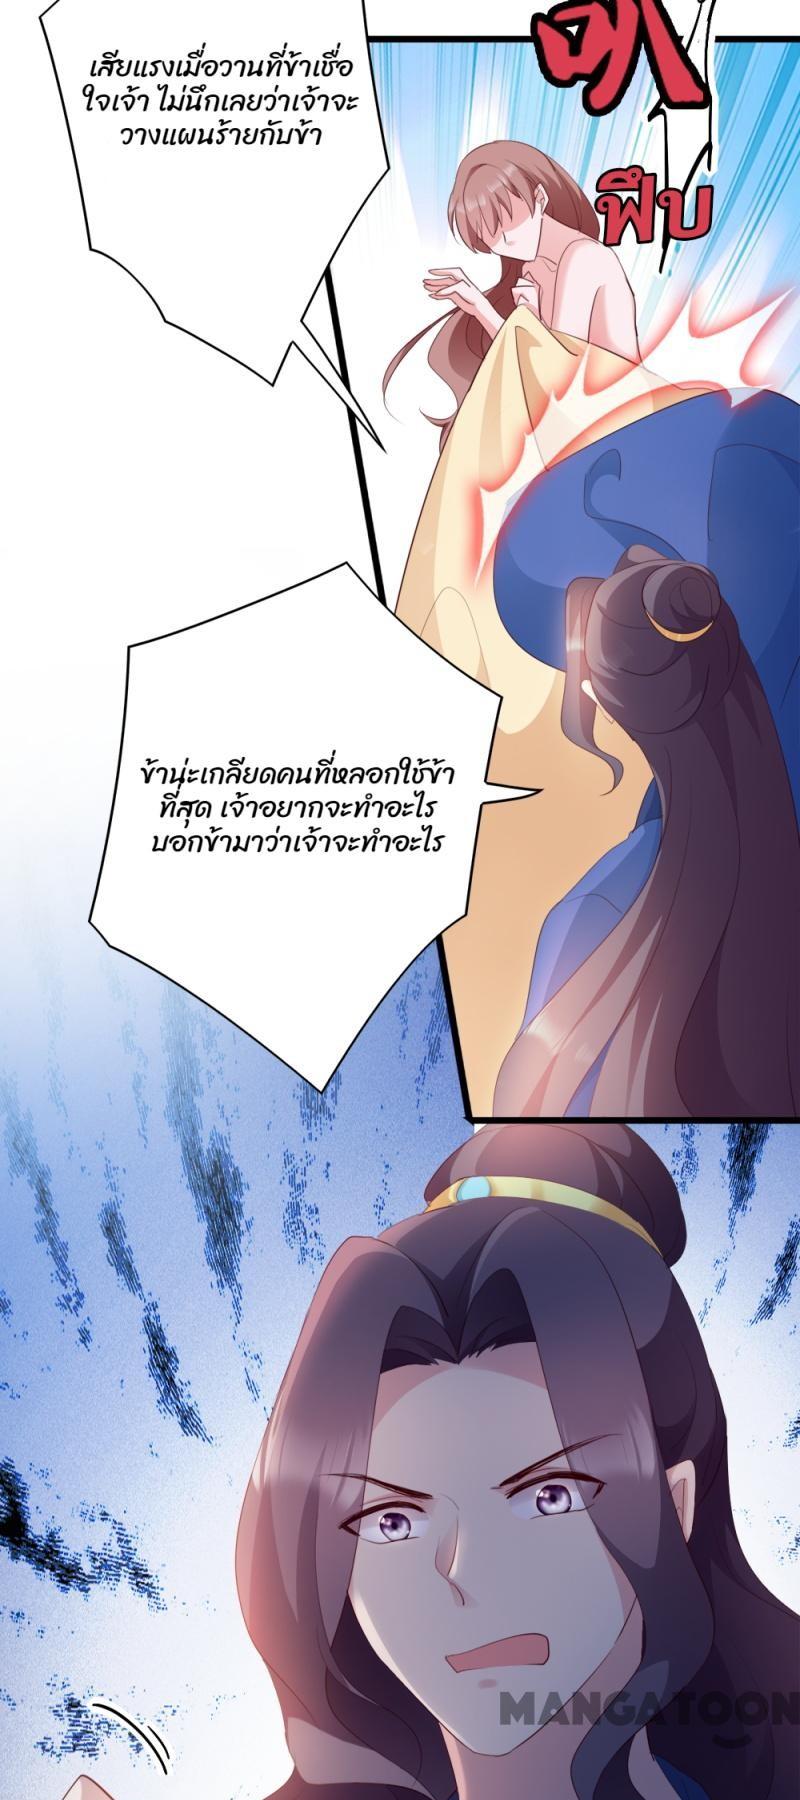 เสียแรงเมื่อวานที่ข้าเชื่อ
ใจเจ้า ไม่นึกเลยว่าเจ้าจะ
วางแผนร้ายกับข้า
ฟึบ
ข้าน่ะเกลียดคนที่หลอกใช้ข้า
ที่สุด เจ้าอยากจะทำอะไร
บอกข้ามาว่าเจ้าจะทำอะไร
MANGATOON